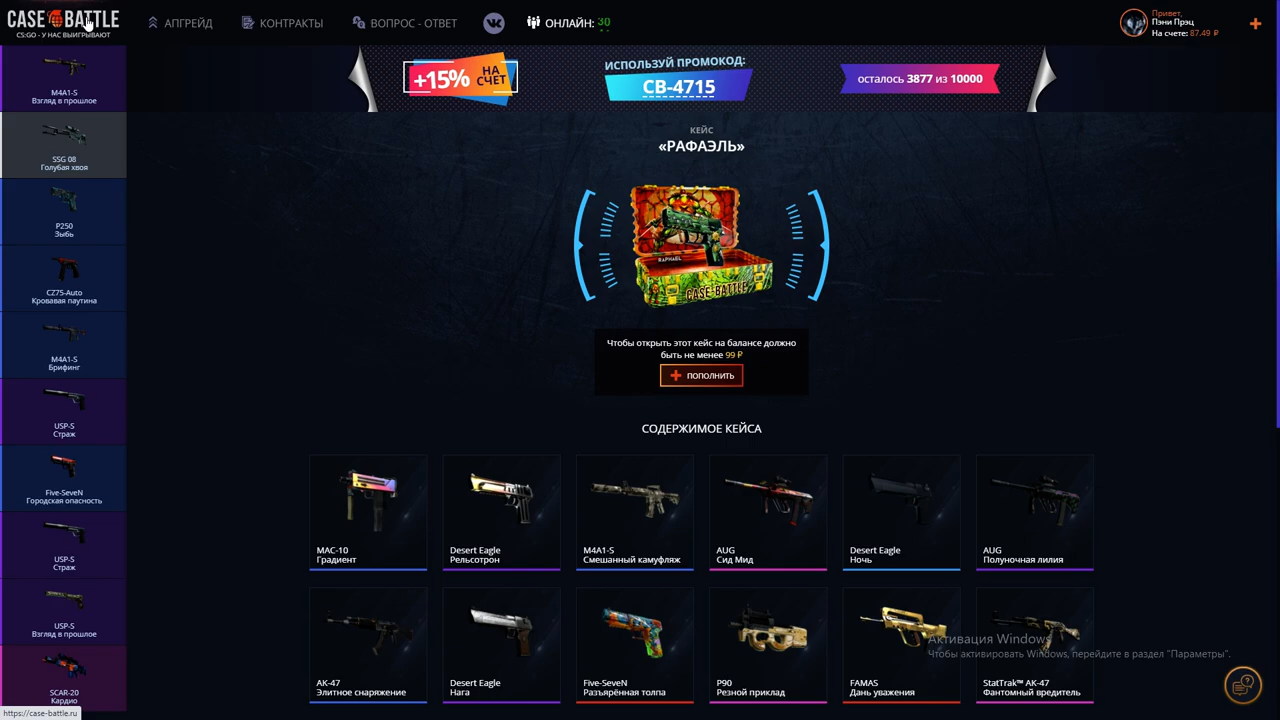 CASE BATTLE
CS:GO - У НАС ВЫИГРЫВАЮТ
АПГРЕЙД
КОНТРАКТЫ
ВОПРОС - ОТВЕТ
ОНЛАЙН: 30
Привет,
Пэни Прэц
На счете: 87.49 ₽
+15% НА СЧЕТ
ИСПОЛЬЗУЙ ПРОМОКОД:
CB-4715
осталось 3877 из 10000
M4A1-S
Взгляд в прошлое
SSG 08
Голубая хвоя
P250
Зыбь
CZ75-Auto
Кровавая паутина
M4A1-S
Брифинг
USP-S
Страж
Five-SeveN
Городская опасность
USP-S
Страж
USP-S
Взгляд в прошлое
SCAR-20
Кардио
https://case-battle.ru
КЕЙС
«РАФАЭЛЬ»
RAPHAEL
CASE-BATTLE
Чтобы открыть этот кейс на балансе должно
быть не менее 99 ₽
ПОПОЛНИТЬ
СОДЕРЖИМОЕ КЕЙСА
MAC-10
Градиент
Desert Eagle
Рельсотрон
M4A1-S
Смешанный камуфляж
AUG
Сид Мид
Desert Eagle
Ночь
AUG
Полуночная лилия
AK-47
Элитное снаряжение
Desert Eagle
Нага
Five-SeveN
Разъярённая толпа
P90
Резной приклад
FAMAS
Дань уважения
StatTrak™ AK-47
Фантомный вредитель
Активация Windows
Чтобы активировать Windows, перейдите в раздел "Параметры".